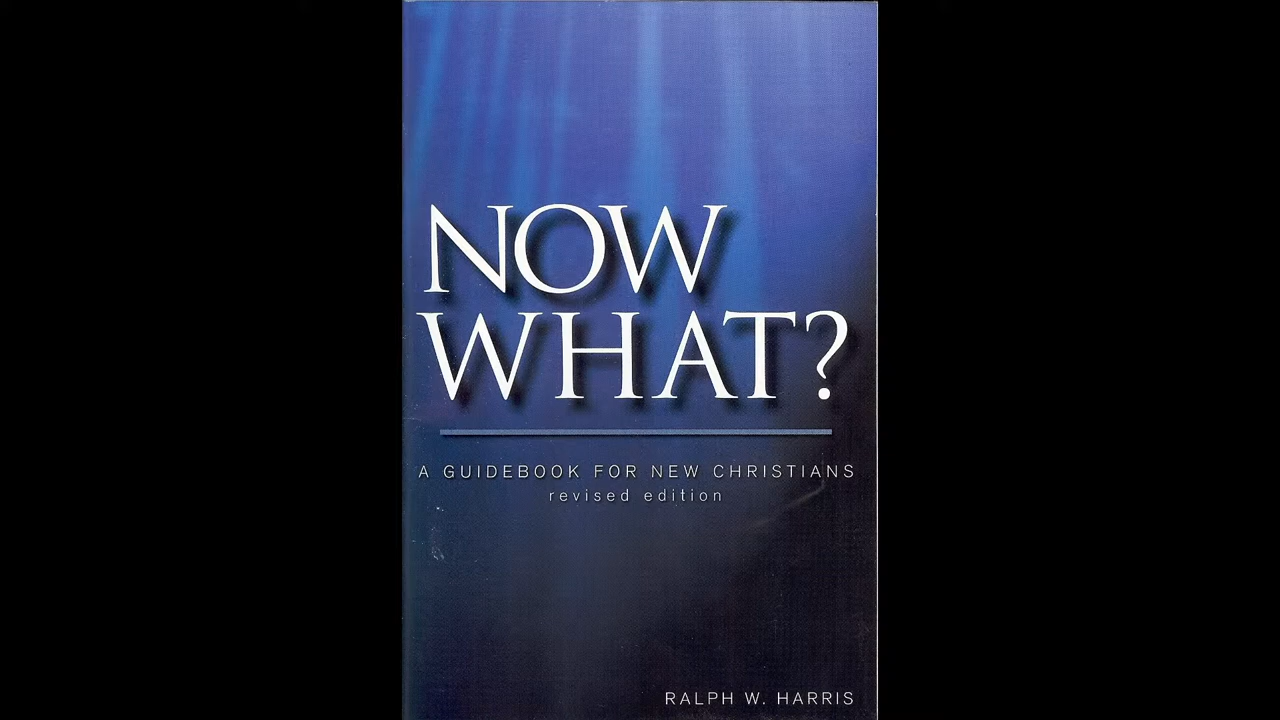 NOW
WHAT?
A GUIDEBOOK FOR NEW CHRISTIANS
revised edition
RALPH W. HARRIS